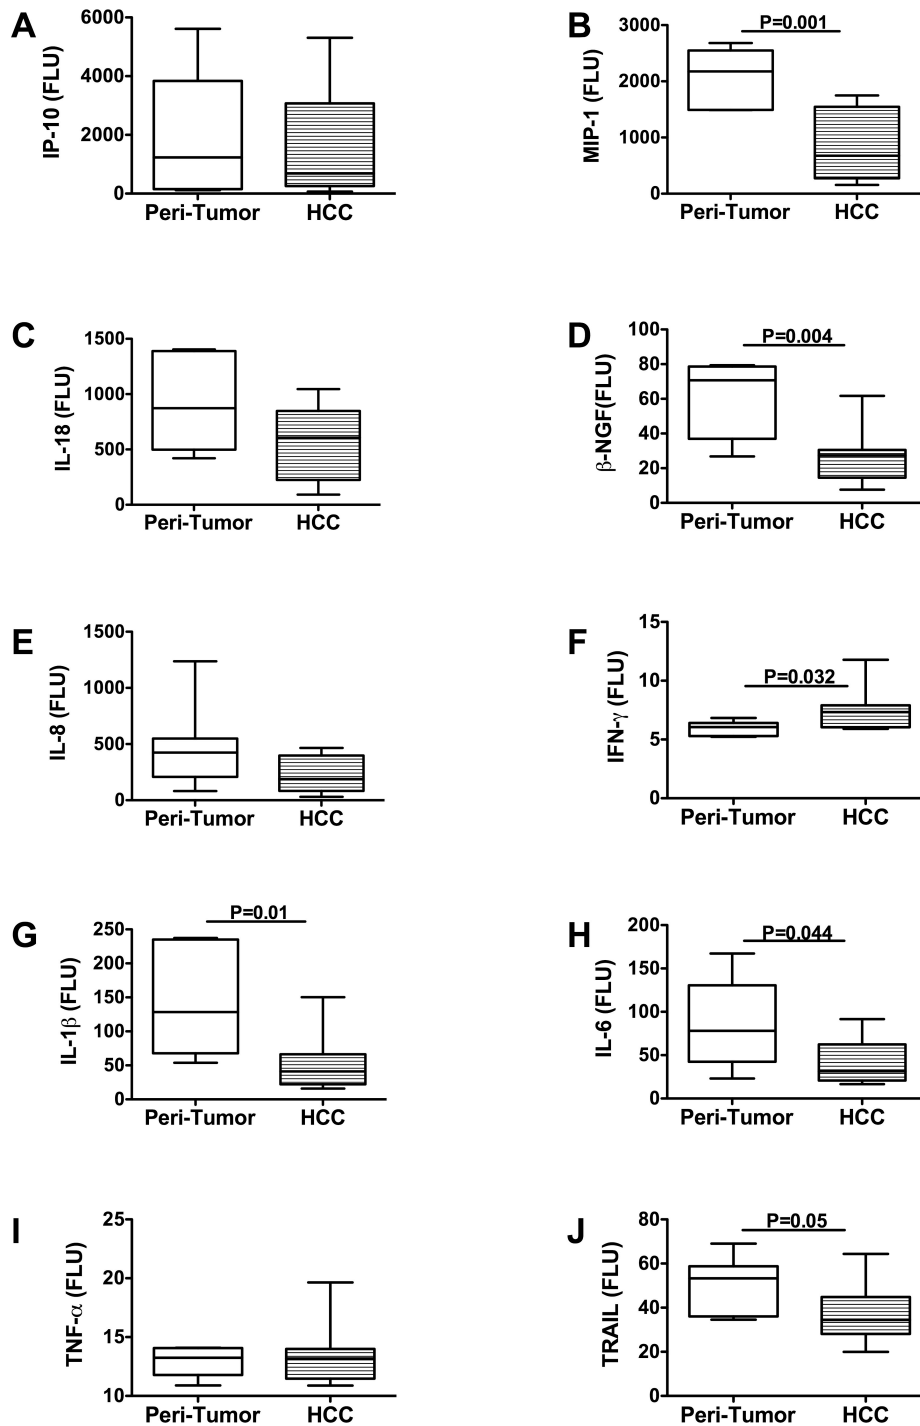 A
IP-10 (FLU)
6000
4000
2000
0
Peri-Tumor HCC
B
P=0.001
MIP-1 (FLU)
3000
2000
1000
0
Peri-Tumor HCC
C
IL-18 (FLU)
1500
1000
500
0
Peri-Tumor HCC
D
P=0.004
β-NGF(FLU)
100
80
60
40
20
0
Peri-Tumor HCC
E
IL-8 (FLU)
1500
1000
500
0
Peri-Tumor HCC
F
P=0.032
IFN-γ (FLU)
15
10
5
0
Peri-Tumor HCC
G
P=0.01
IL-1β (FLU)
250
200
150
100
50
0
Peri-Tumor HCC
H
P=0.044
IL-6 (FLU)
200
150
100
50
0
Peri-Tumor HCC
I
TNF-α (FLU)
25
20
15
10
Peri-Tumor HCC
J
P=0.05
TRAIL (FLU)
80
60
40
20
0
Peri-Tumor HCC